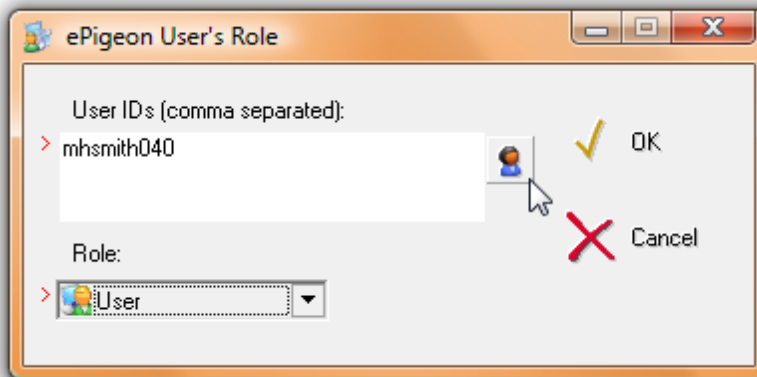 ePigeon User's Role
User IDs (comma separated):
mhsmith040
OK
Cancel
Role:
User